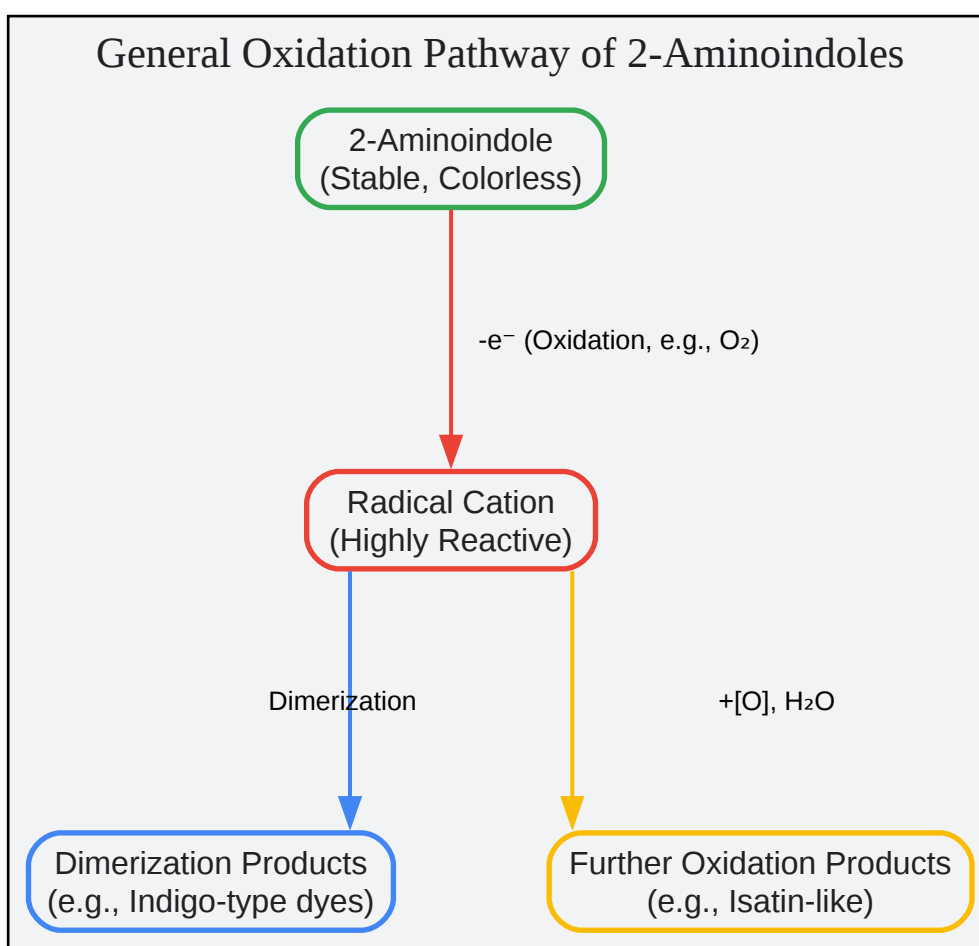 General Oxidation Pathway of 2-Aminoindoles
2-Aminoindole
(Stable, Colorless)
-e⁻ (Oxidation, e.g., O₂)
Radical Cation
(Highly Reactive)
Dimerization
+[O], H₂O
Dimerization Products
(e.g., Indigo-type dyes)
Further Oxidation Products
(e.g., Isatin-like)